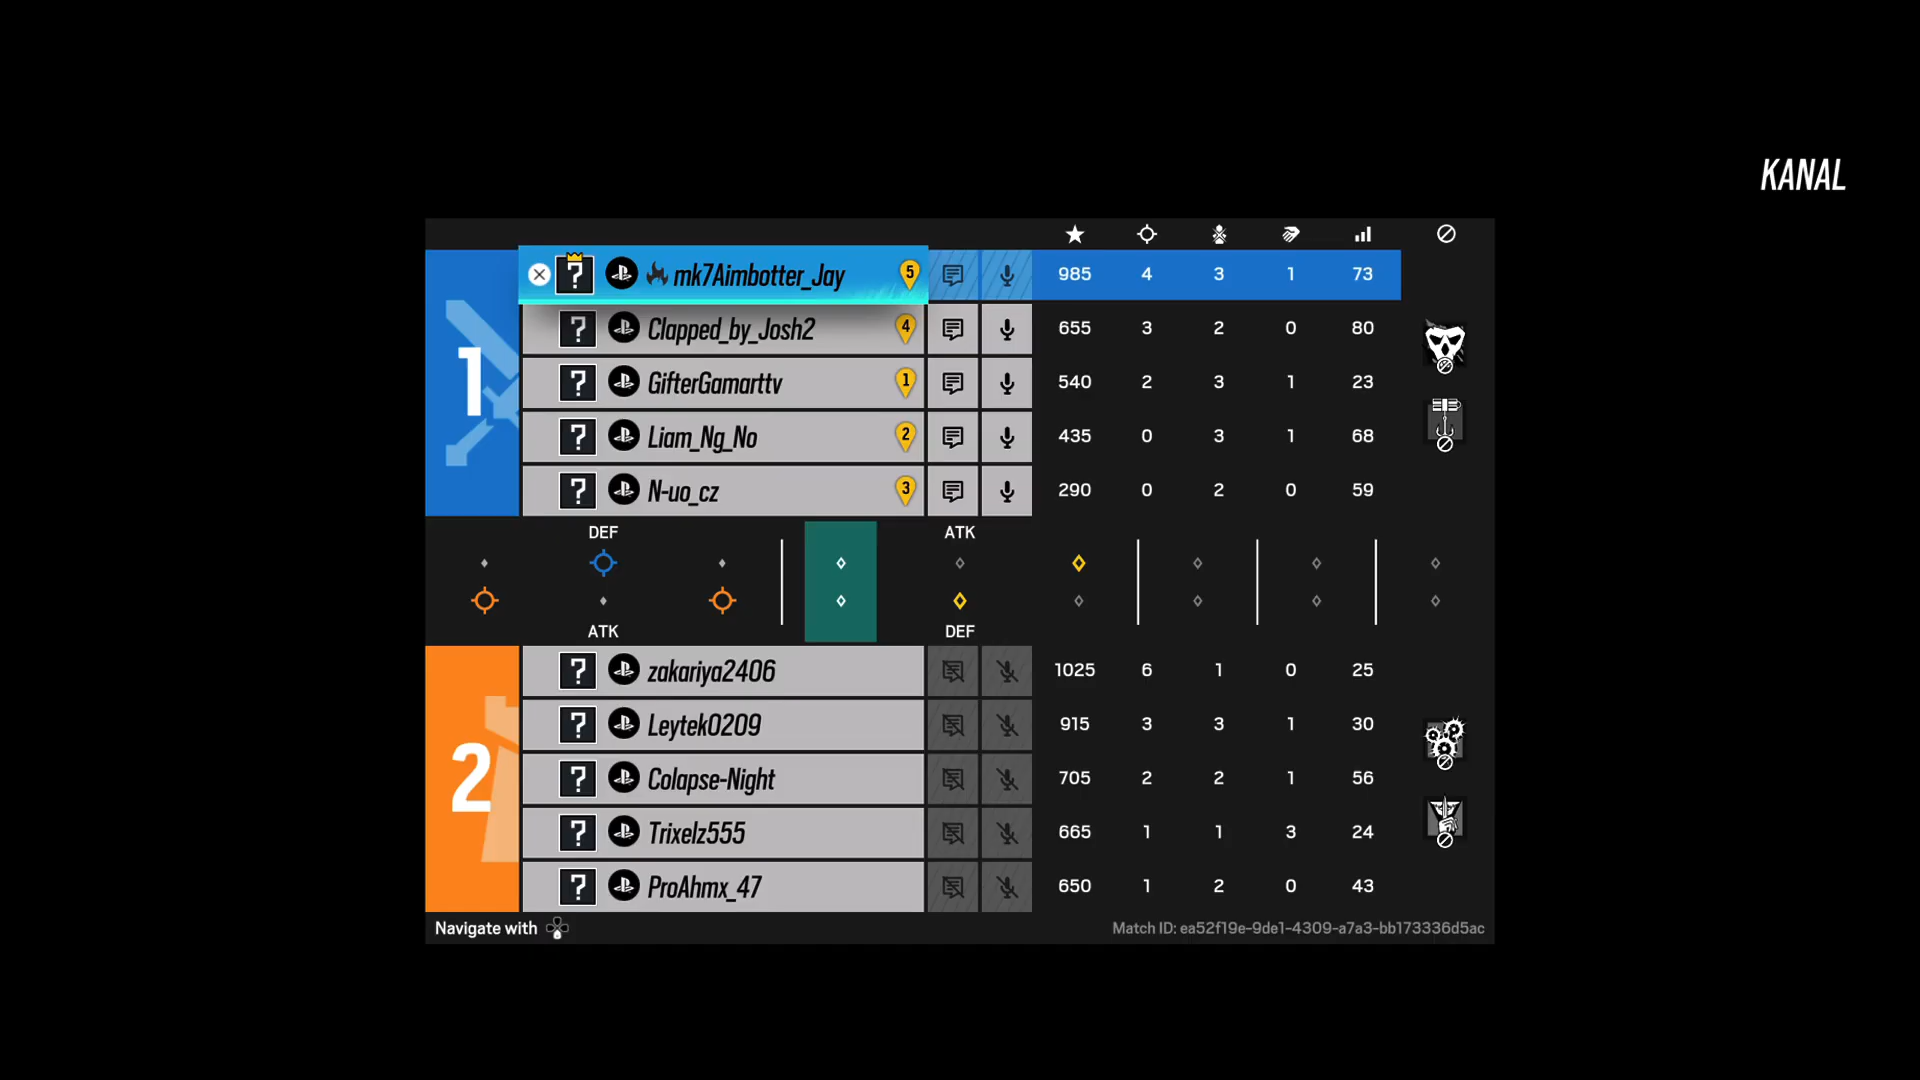 KANAL
1
? mk7Aimbotter_Jay 5 985 4 3 1 73
? Clapped_by_Josh2 4 655 3 2 0 80
? GifterGamarttv 1 540 2 3 1 23
? Liam_Ng_No 2 435 0 3 1 68
? N-uo_cz 3 290 0 2 0 59
DEF ATK
ATK DEF
2
? zakariya2406 1025 6 1 0 25
? Leytek0209 915 3 3 1 30
? Colapse-Night 705 2 2 1 56
? Trixelz555 665 1 1 3 24
? ProAhmx_47 650 1 2 0 43
Navigate with
Match ID: ea52f19e-9de1-4309-a7a3-bb173336d5ac